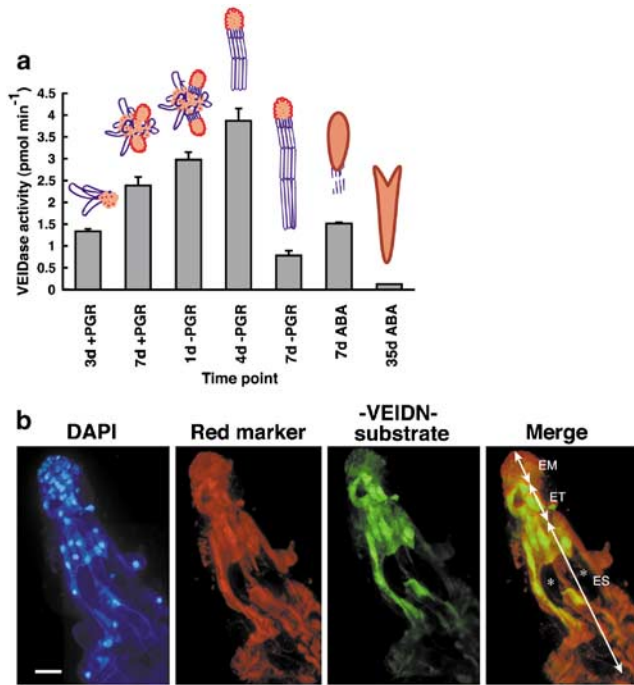 a
VEIDase activity (pmol min⁻¹)
4.5
4
3.5
3
2.5
2
1.5
1
0.5
0
3d +PGR
7d +PGR
1d -PGR
4d -PGR
7d -PGR
7d ABA
35d ABA
Time point
b
DAPI
Red marker
-VEIDN-
substrate
Merge
EM
ET
*
*
ES